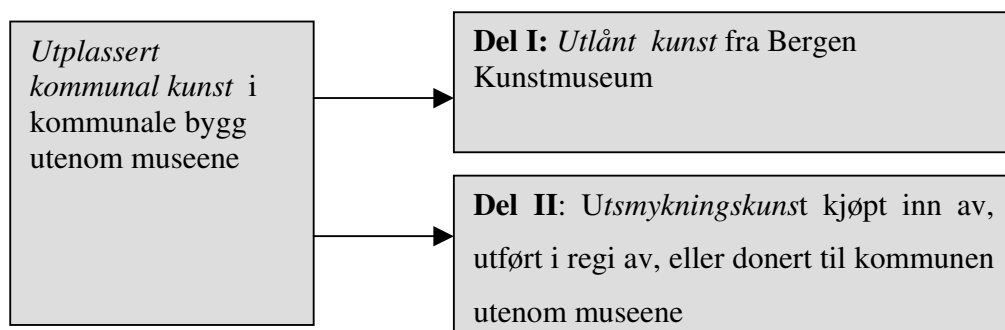 Utplassert
kommunal kunst i
kommunale bygg
utenom museene
Del I: Utlånt kunst fra Bergen
Kunstmuseum
Del II: Utsmykningskunst kjøpt inn av,
utført i regi av, eller donert til kommunen
utenom museene